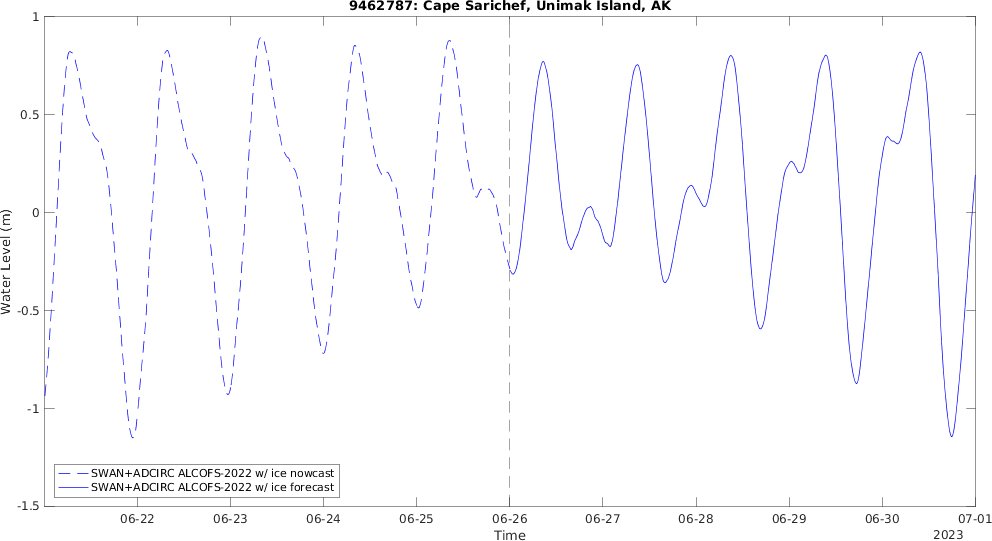 9462787: Cape Sarichef, Unimak Island, AK
Water Level (m)
1
0.5
0
-0.5
-1
-1.5
SWAN+ADCIRC ALCOFS-2022 w/ ice nowcast
SWAN+ADCIRC ALCOFS-2022 w/ ice forecast
06-22 06-23 06-24 06-25 06-26 06-27 06-28 06-29 06-30 07-01
Time
2023